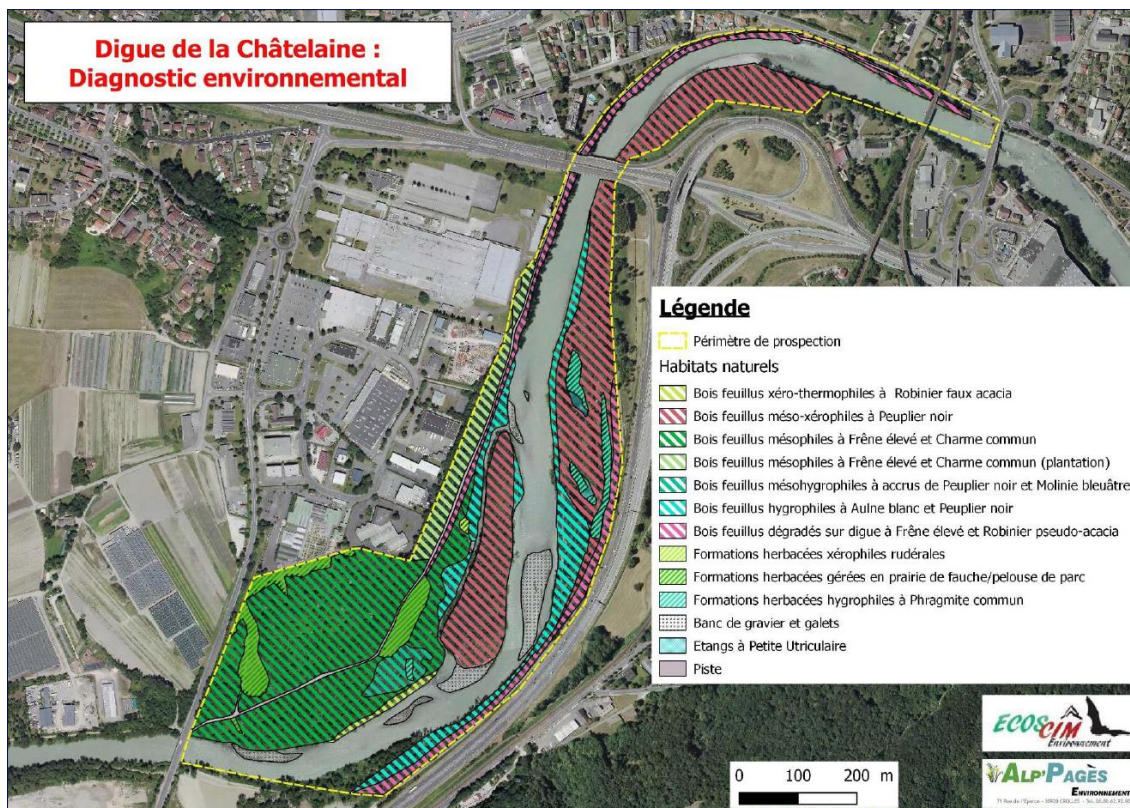 Digue de la Châtelaine :
Diagnostic environnemental
Légende
Périmètre de prospection
Habitats naturels
Bois feuillus xéro-thermophiles à Robinier faux acacia
Bois feuillus méso-xérophiles à Peuplier noir
Bois feuillus mésophiles à Frêne élevé et Charme commun
Bois feuillus mésophiles à Frêne élevé et Charme commun (plantation)
Bois feuillus mésohygrophiles à accrus de Peuplier noir et Molinie bleuâtre
Bois feuillus hygrophiles à Aulne blanc et Peuplier noir
Bois feuillus dégradés sur digue à Frêne élevé et Robinier pseudo-acacia
Formations herbacées xérophiles rudérales
Formations herbacées gérées en prairie de fauche/pelouse de parc
Formations herbacées hygrophiles à Phragmite commun
Banc de gravier et galets
Etangs à Petite Utriculaire
Piste
ECOSCIM
Environnement
0 100 200 m
ALP'PAGÈS
ENVIRONNEMENT